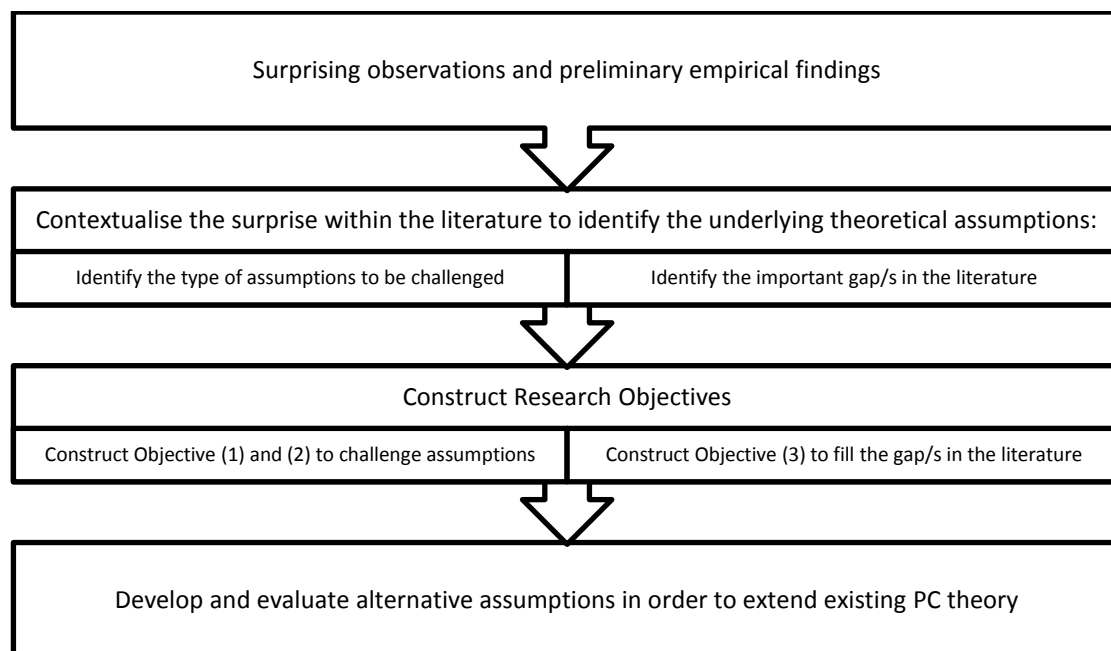 Surprising observations and preliminary empirical findings
Contextualise the surprise within the literature to identify the underlying theoretical assumptions:
Identify the type of assumptions to be challenged
Identify the important gap/s in the literature
Construct Research Objectives
Construct Objective (1) and (2) to challenge assumptions
Construct Objective (3) to fill the gap/s in the literature
Develop and evaluate alternative assumptions in order to extend existing PC theory